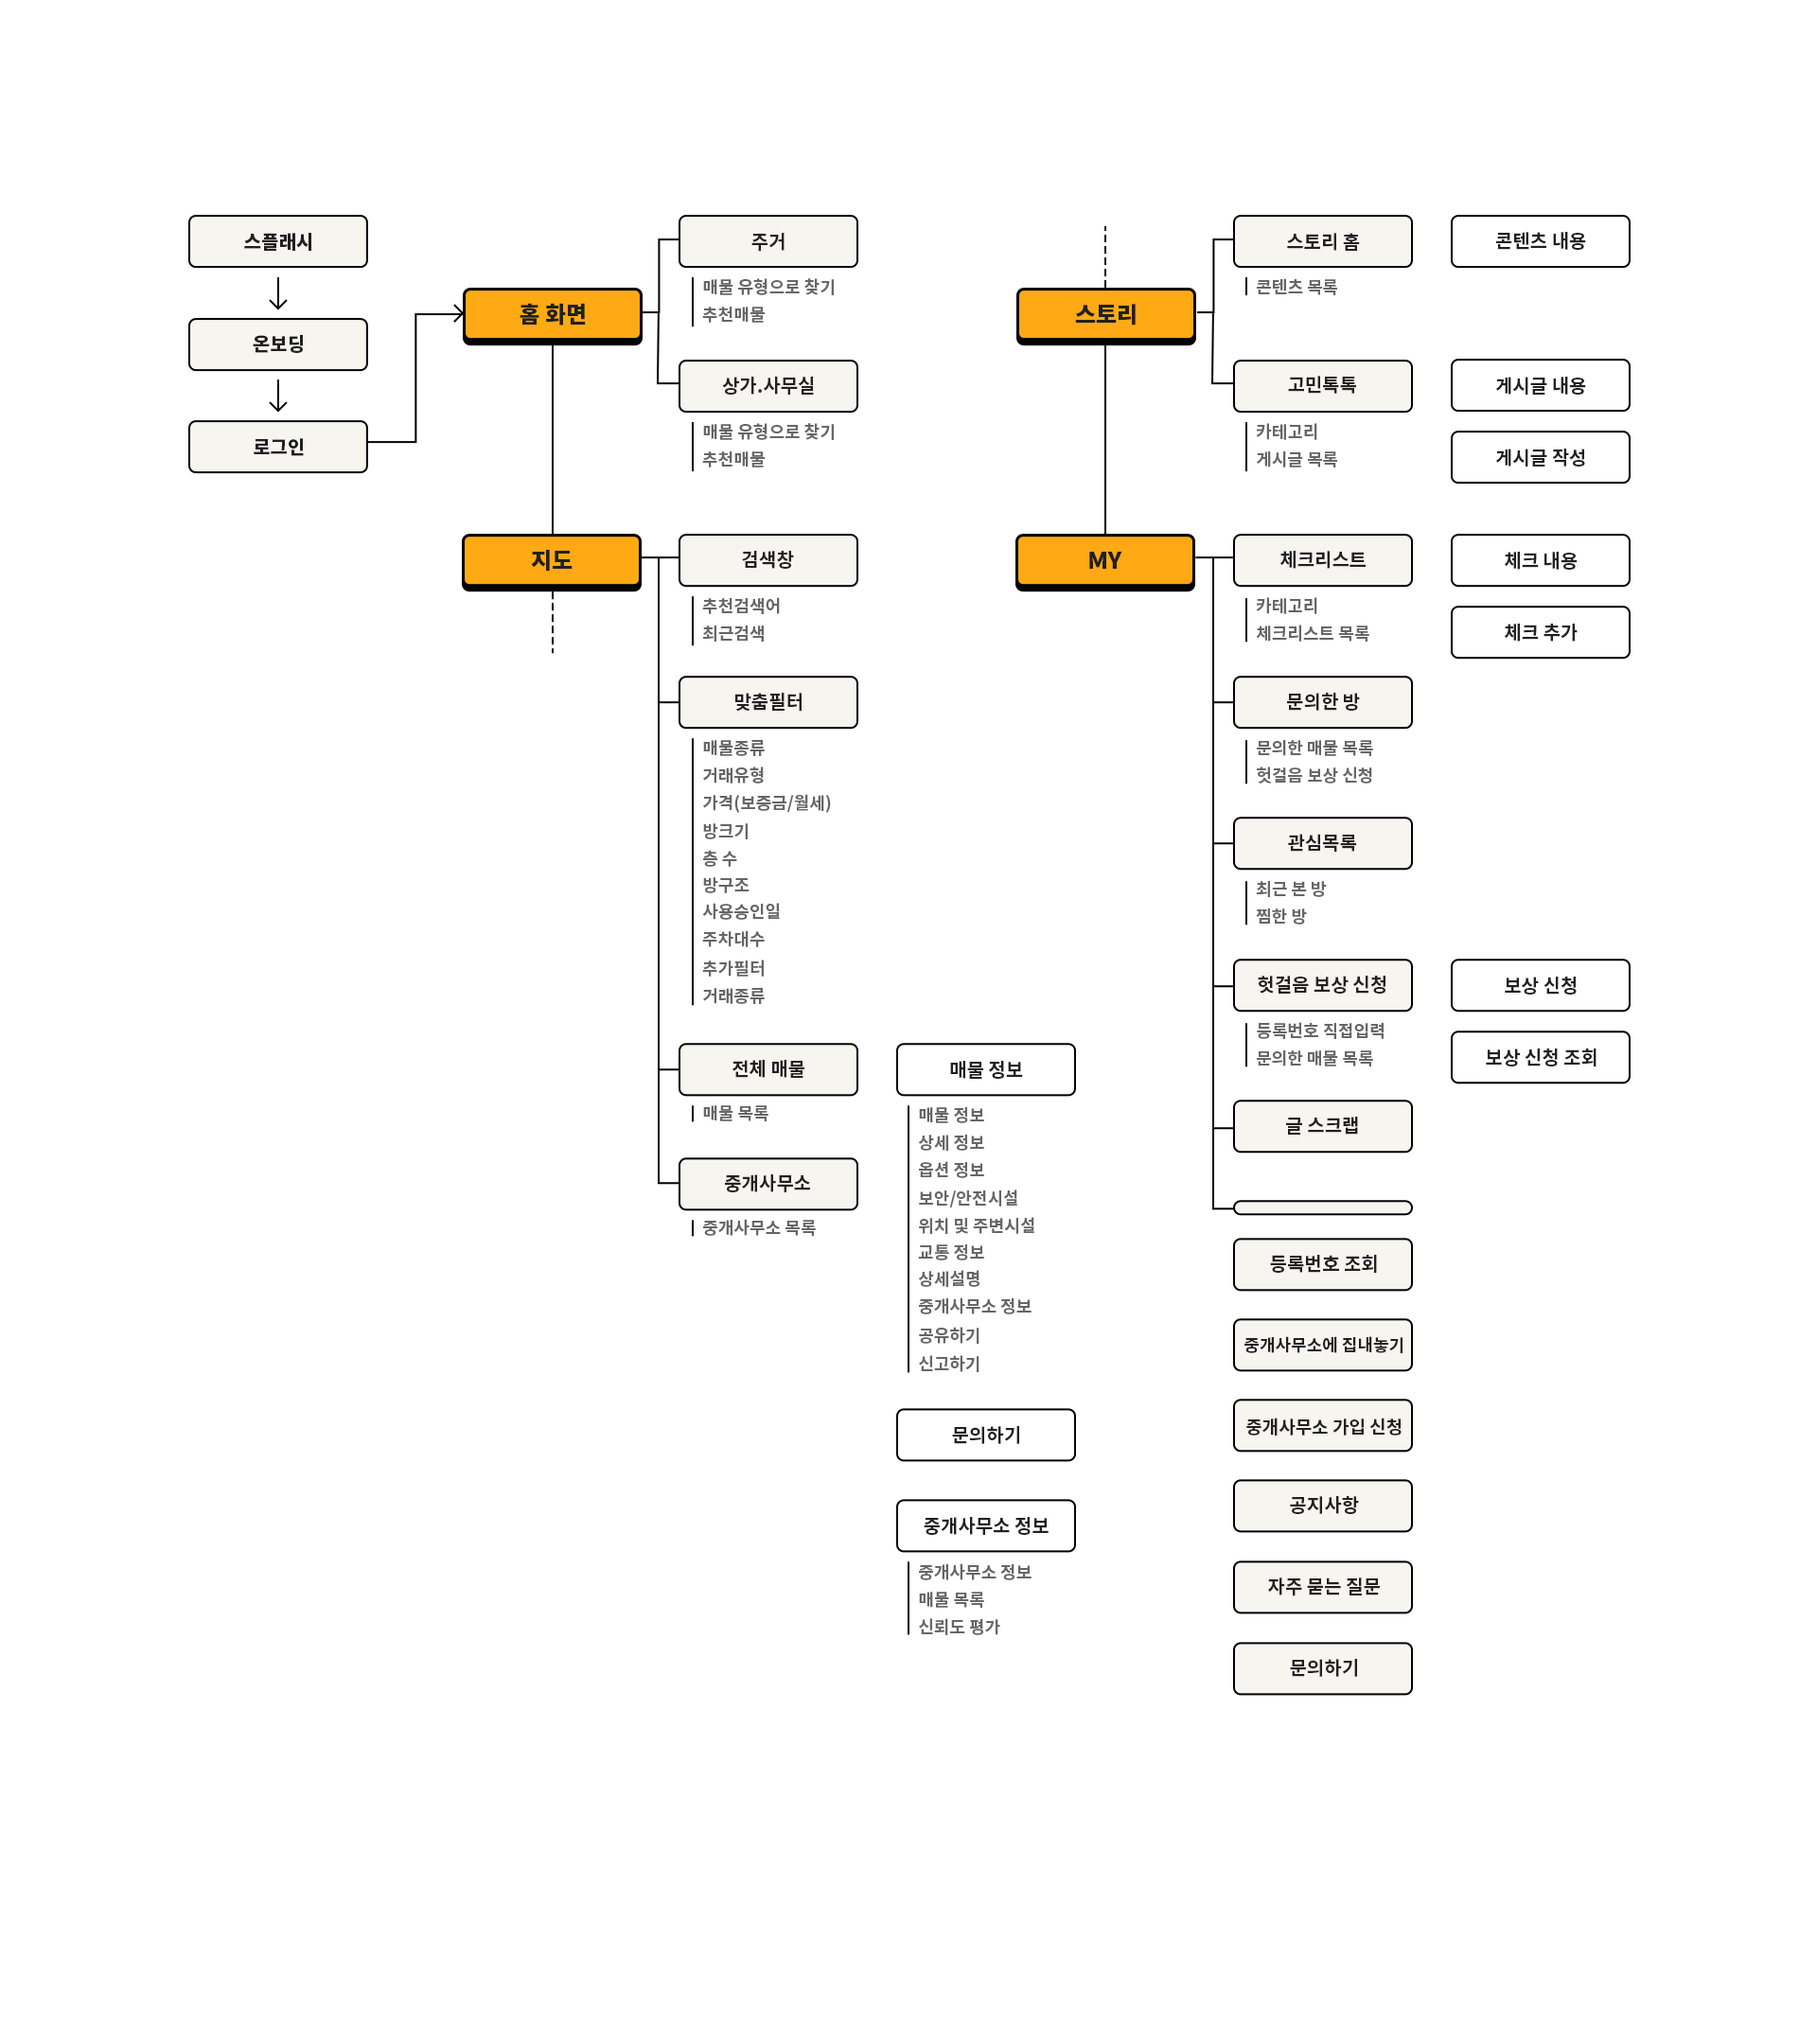 스플래시
온보딩
로그인
홈 화면
주거
매물 유형으로 찾기
추천매물
상가.사무실
매물 유형으로 찾기
추천매물
지도
검색창
추천검색어
최근검색
맞춤필터
매물종류
거래유형
가격(보증금/월세)
방크기
층 수
방구조
사용승인일
주차대수
추가필터
거래종류
전체 매물
매물 목록
중개사무소
중개사무소 목록
매물 정보
매물 정보
상세 정보
옵션 정보
보안/안전시설
위치 및 주변시설
교통 정보
상세설명
중개사무소 정보
공유하기
신고하기
문의하기
중개사무소 정보
중개사무소 정보
매물 목록
신뢰도 평가
스토리
스토리 홈
콘텐츠 목록
콘텐츠 내용
고민톡톡
카테고리
게시글 목록
게시글 내용
게시글 작성
MY
체크리스트
카테고리
체크리스트 목록
체크 내용
체크 추가
문의한 방
문의한 매물 목록
헛걸음 보상 신청
관심목록
최근 본 방
찜한 방
헛걸음 보상 신청
등록번호 직접입력
문의한 매물 목록
보상 신청
보상 신청 조회
글 스크랩
등록번호 조회
중개사무소에 집내놓기
중개사무소 가입 신청
공지사항
자주 묻는 질문
문의하기